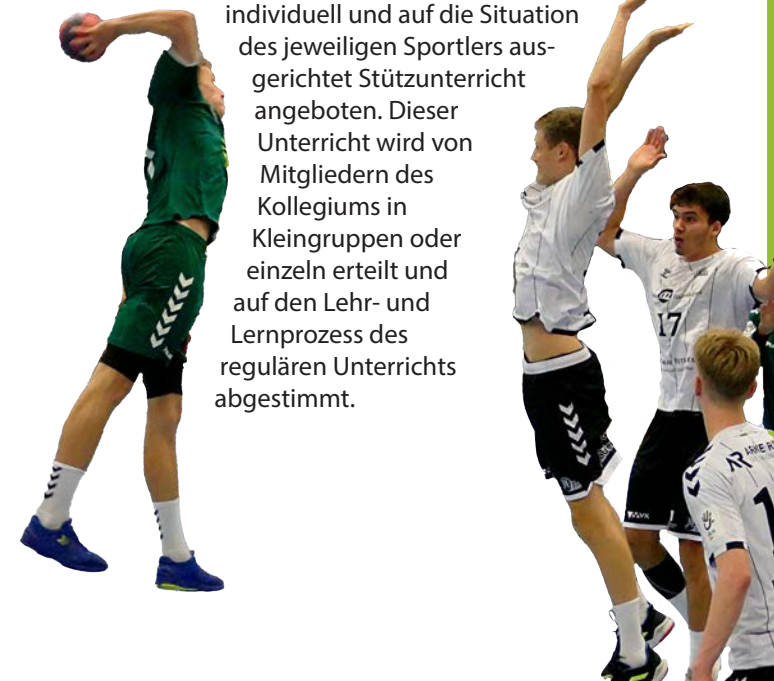 individuell und auf die Situation
des jeweiligen Sportlers aus-
gerichtet Stützunterricht
angeboten. Dieser
Unterricht wird von
Mitgliedern des
Kollegiums in
Kleingruppen oder
einzeln erteilt und
auf den Lehr- und
Lernprozess des
regulären Unterrichts
abgestimmt.
17